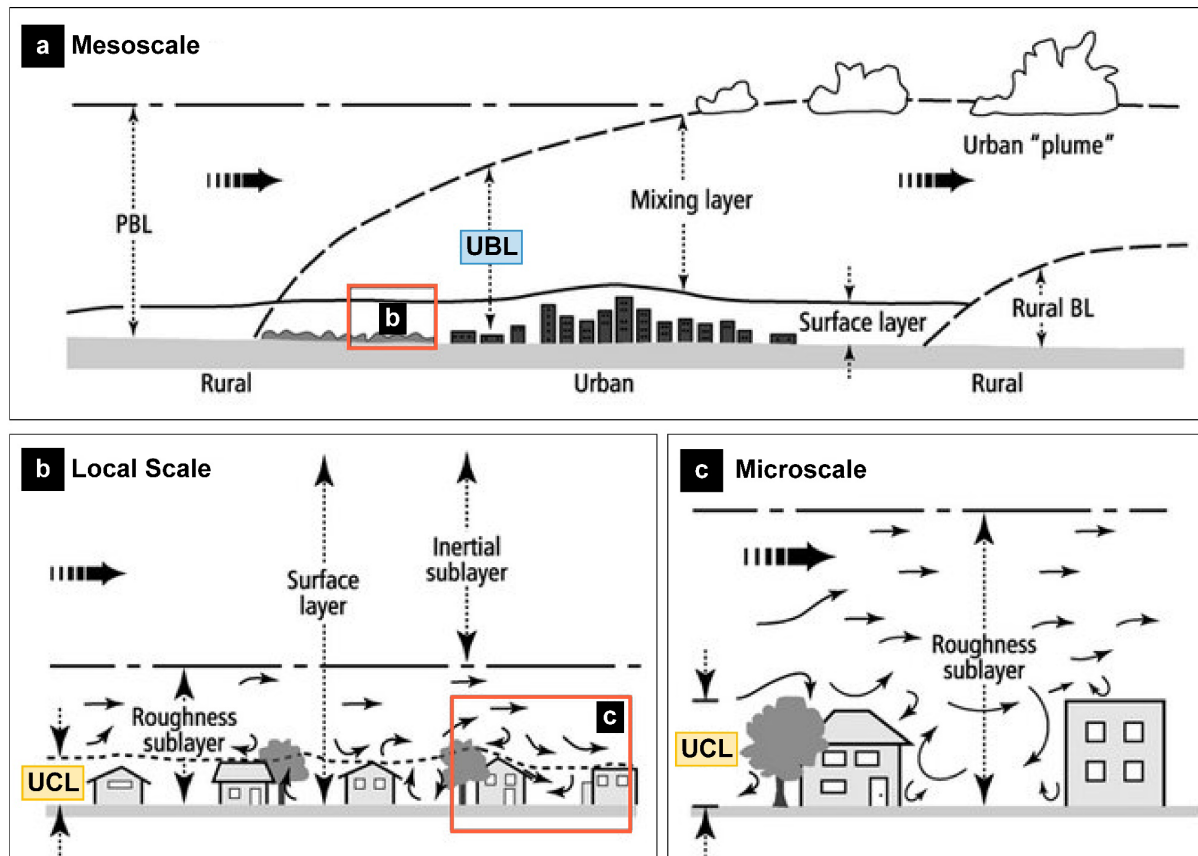 a Mesoscale
Urban "plume"
Mixing layer
PBL
UBL
b
Surface layer
Rural BL
Rural
Urban
Rural
b Local Scale
Inertial
sublayer
Surface
layer
Roughness
sublayer
c
UCL
c Microscale
Roughness
sublayer
UCL